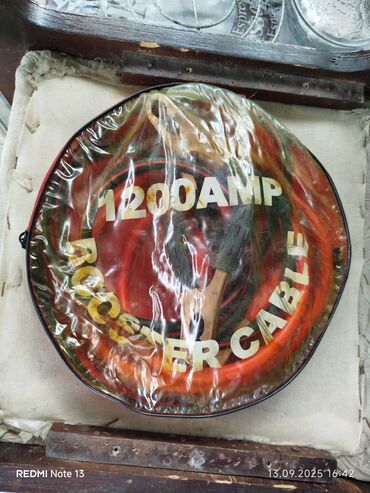 1200AMP
BOOSTER CABLE
REDMI Note 13
13.09.2025 16:42